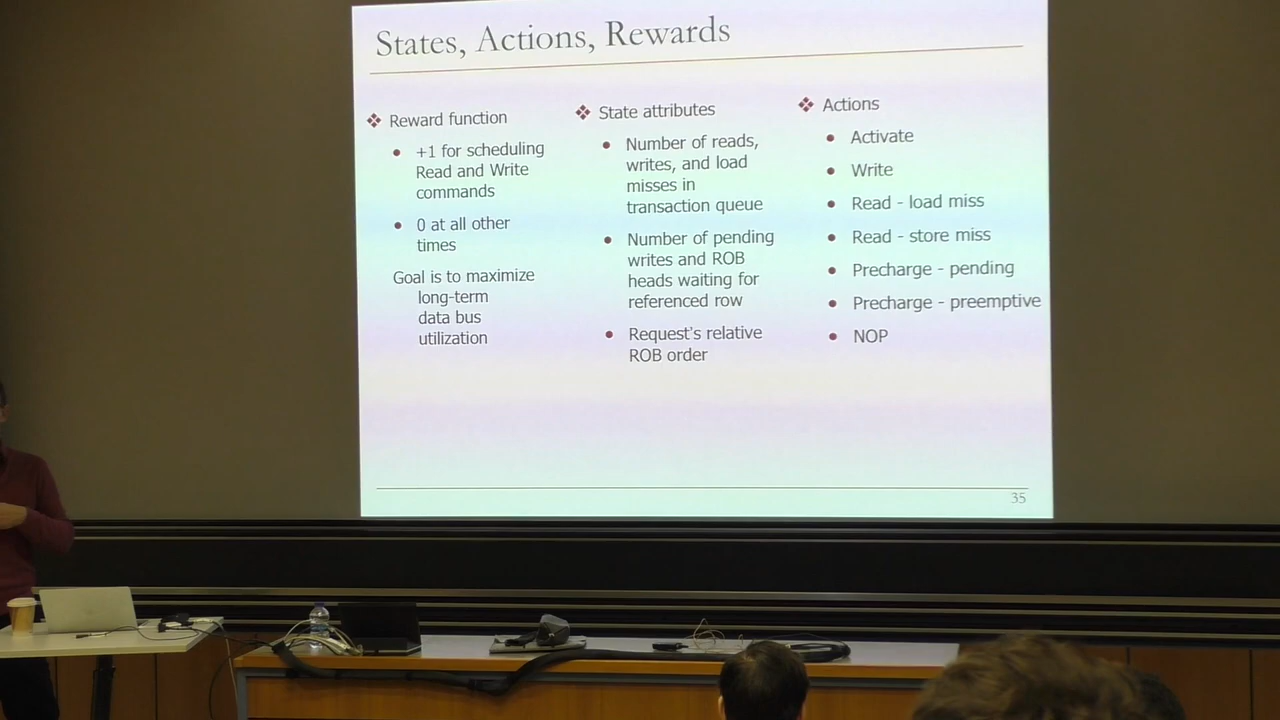 States, Actions, Rewards
❖ Reward function
• +1 for scheduling
Read and Write
commands
• 0 at all other
times
Goal is to maximize
long-term
data bus
utilization
❖ State attributes
• Number of reads,
writes, and load
misses in
transaction queue
• Number of pending
writes and ROB
heads waiting for
referenced row
• Request's relative
ROB order
❖ Actions
• Activate
• Write
• Read - load miss
• Read - store miss
• Precharge - pending
• Precharge - preemptive
• NOP
35